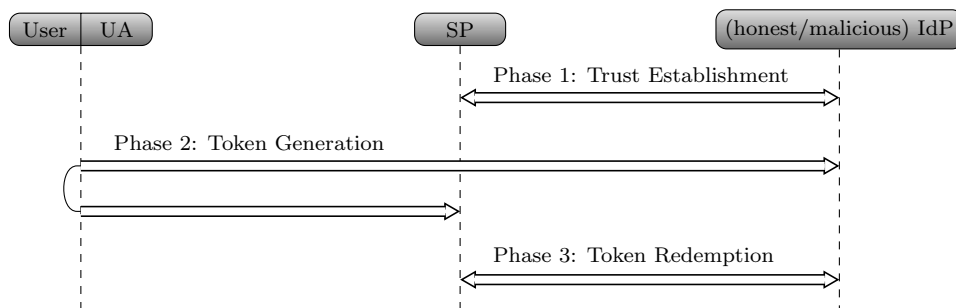 User UA SP (honest/malicious) IdP
Phase 1: Trust Establishment
Phase 2: Token Generation
Phase 3: Token Redemption